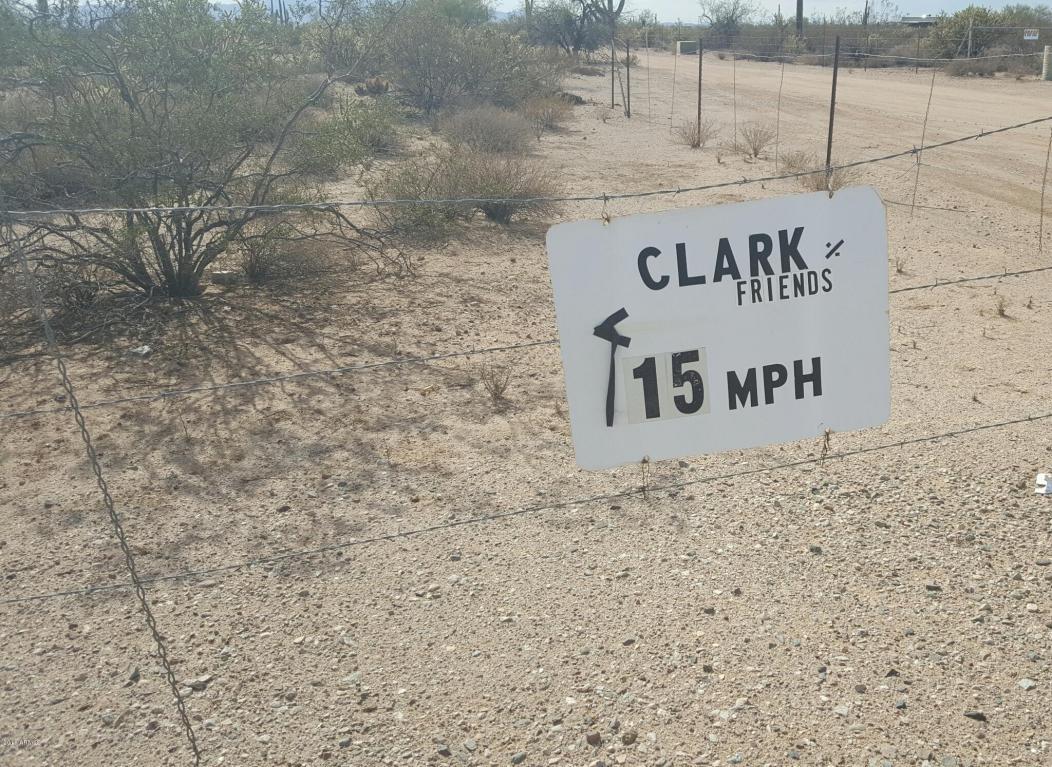 CLARK ⁒
FRIENDS
15 MPH